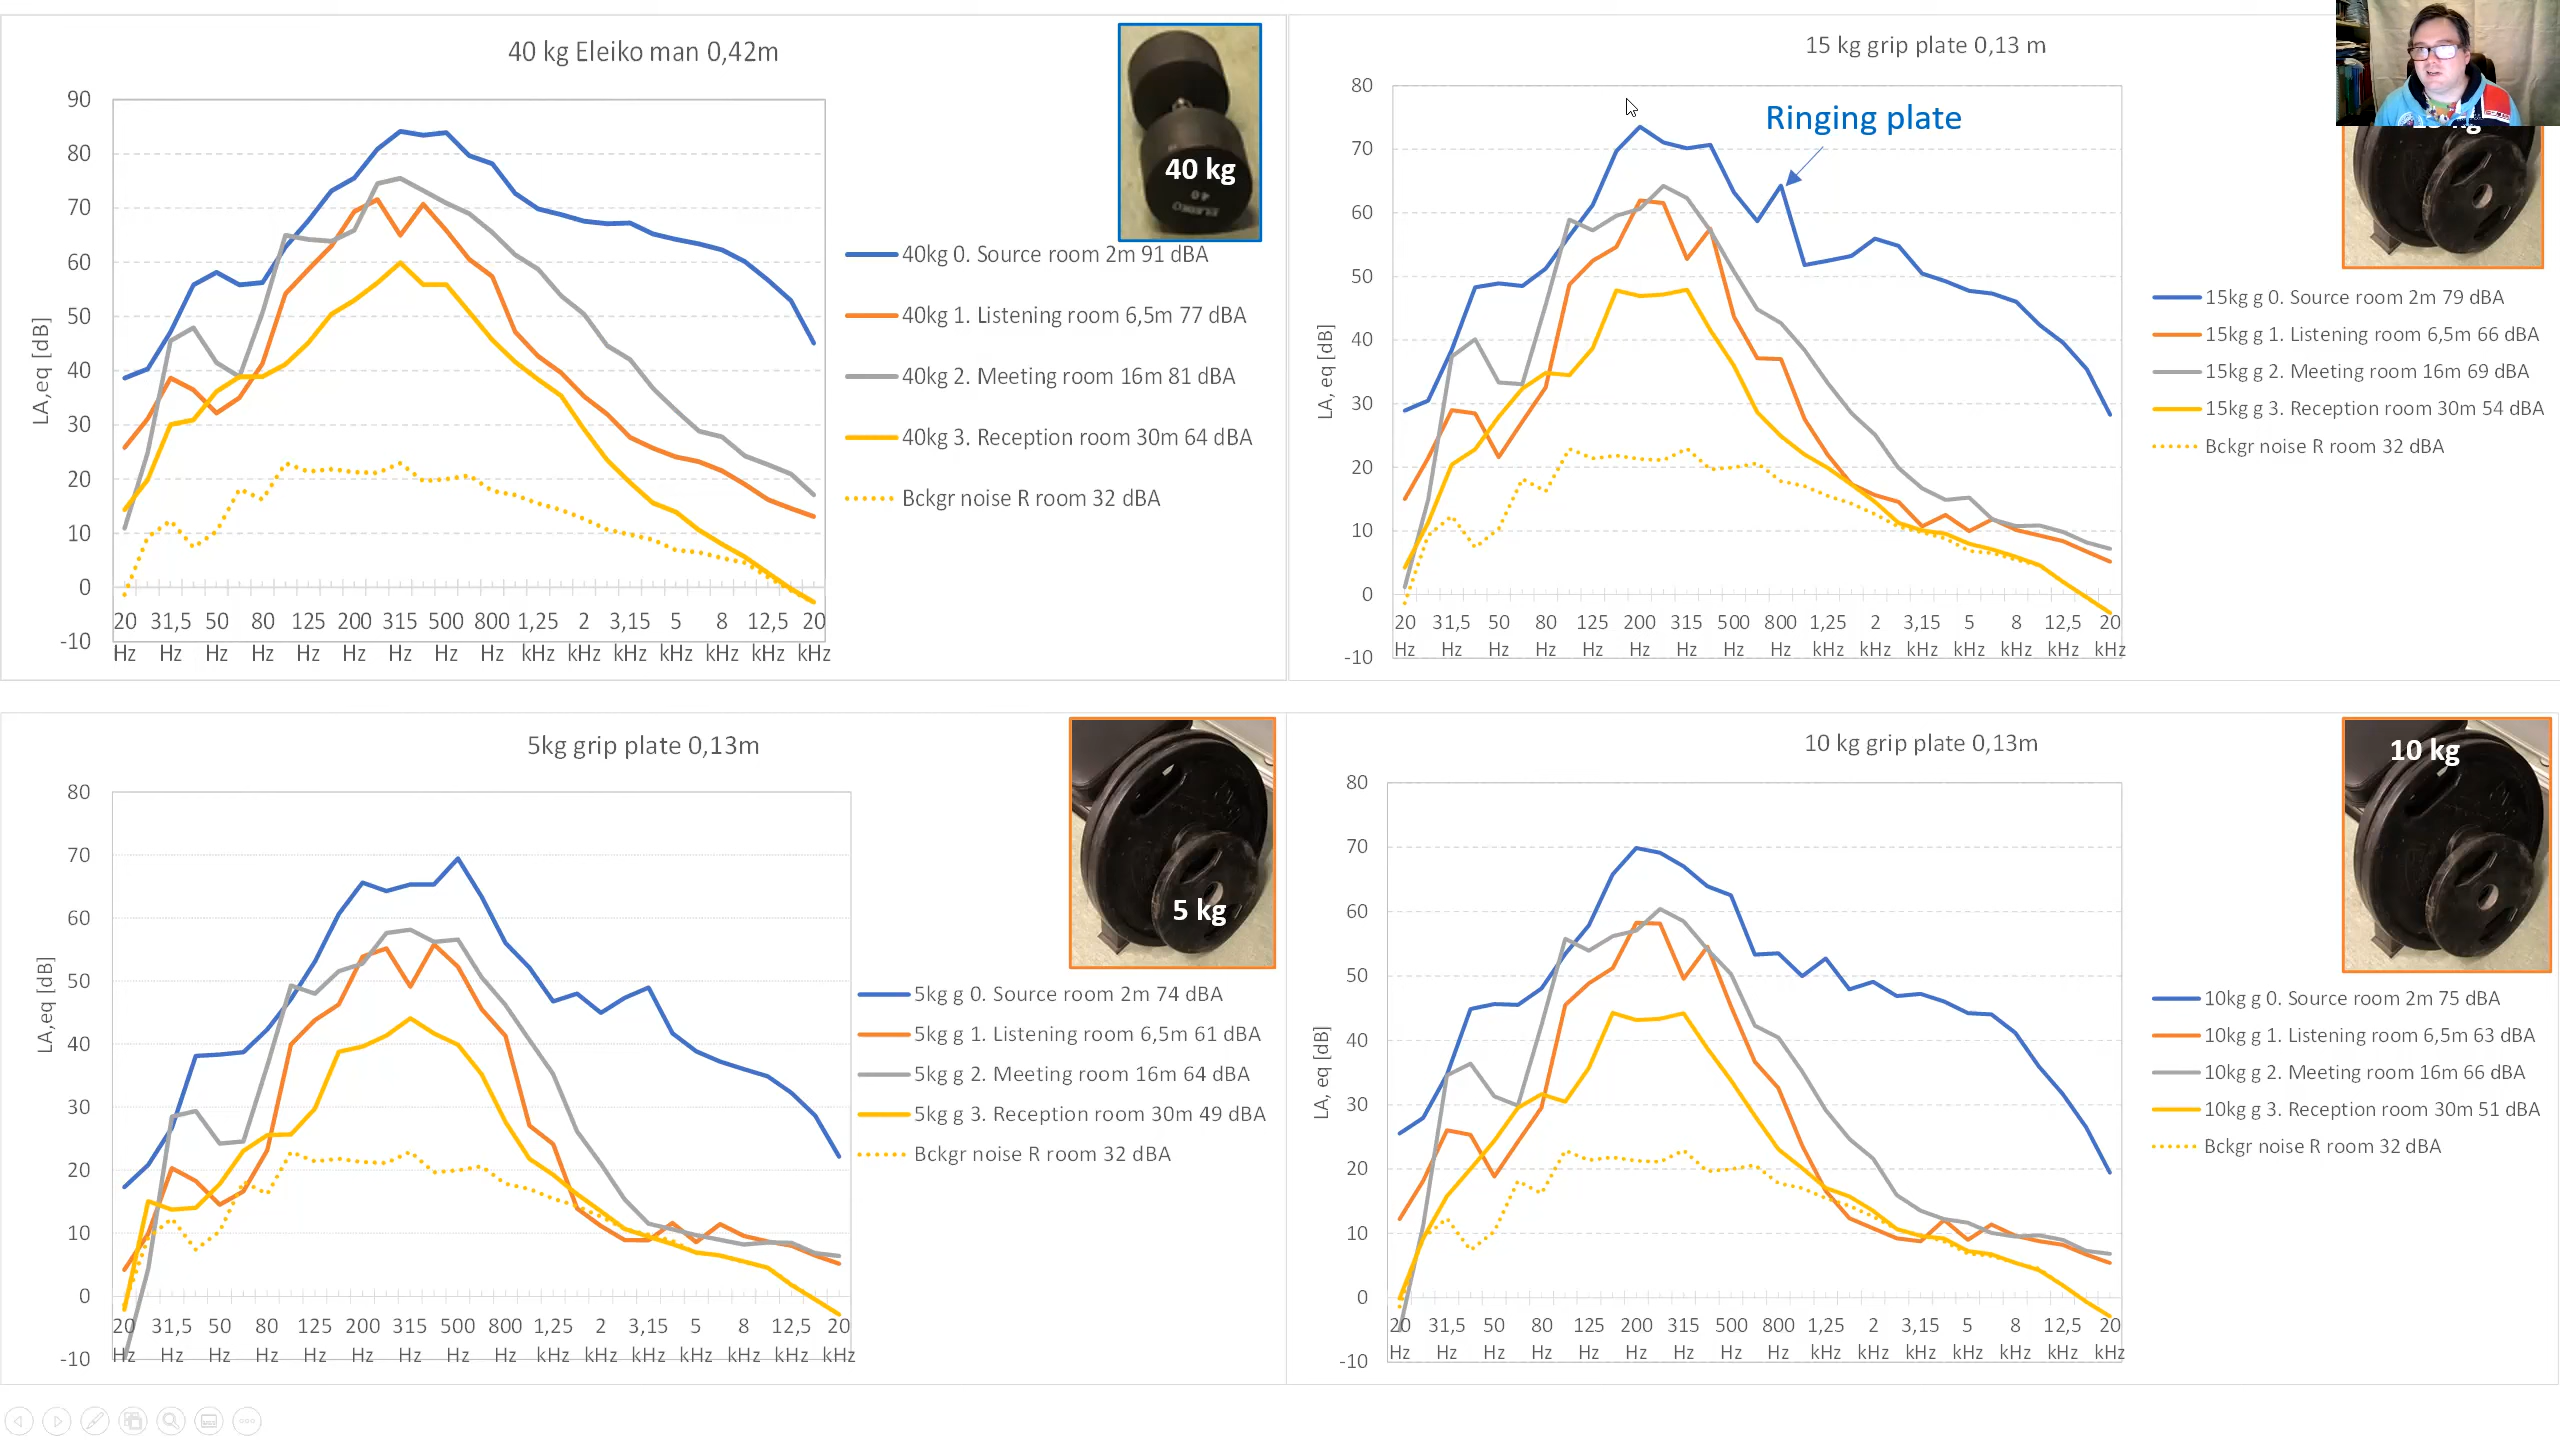 40 kg Eleiko man 0,42m
90
80
70
60
50
40
30
20
10
0
-10
LA,eq [dB]
20 31,5 50 80 125 200 315 500 800 1,25 2 3,15 5 8 12,5 20
Hz Hz Hz Hz Hz Hz Hz Hz Hz kHz kHz kHz kHz kHz kHz kHz
40 kg
40
ELEIKO
40kg 0. Source room 2m 91 dBA
40kg 1. Listening room 6,5m 77 dBA
40kg 2. Meeting room 16m 81 dBA
40kg 3. Reception room 30m 64 dBA
Bckgr noise R room 32 dBA
15 kg grip plate 0,13 m
80
70
60
50
40
30
20
10
0
-10
LA, eq [dB]
Ringing plate
20 31,5 50 80 125 200 315 500 800 1,25 2 3,15 5 8 12,5 20
Hz Hz Hz Hz Hz Hz Hz Hz Hz kHz kHz kHz kHz kHz kHz kHz
15kg g 0. Source room 2m 79 dBA
15kg g 1. Listening room 6,5m 66 dBA
15kg g 2. Meeting room 16m 69 dBA
15kg g 3. Reception room 30m 54 dBA
Bckgr noise R room 32 dBA
5kg grip plate 0,13m
80
70
60
50
40
30
20
10
0
-10
LA,eq [dB]
20 31,5 50 80 125 200 315 500 800 1,25 2 3,15 5 8 12,5 20
Hz Hz Hz Hz Hz Hz Hz Hz Hz kHz kHz kHz kHz kHz kHz kHz
5 kg
5kg g 0. Source room 2m 74 dBA
5kg g 1. Listening room 6,5m 61 dBA
5kg g 2. Meeting room 16m 64 dBA
5kg g 3. Reception room 30m 49 dBA
Bckgr noise R room 32 dBA
10 kg grip plate 0,13m
80
70
60
50
40
30
20
10
0
-10
LA, eq [dB]
20 31,5 50 80 125 200 315 500 800 1,25 2 3,15 5 8 12,5 20
Hz Hz Hz Hz Hz Hz Hz Hz Hz kHz kHz kHz kHz kHz kHz kHz
10 kg
10kg g 0. Source room 2m 75 dBA
10kg g 1. Listening room 6,5m 63 dBA
10kg g 2. Meeting room 16m 66 dBA
10kg g 3. Reception room 30m 51 dBA
Bckgr noise R room 32 dBA